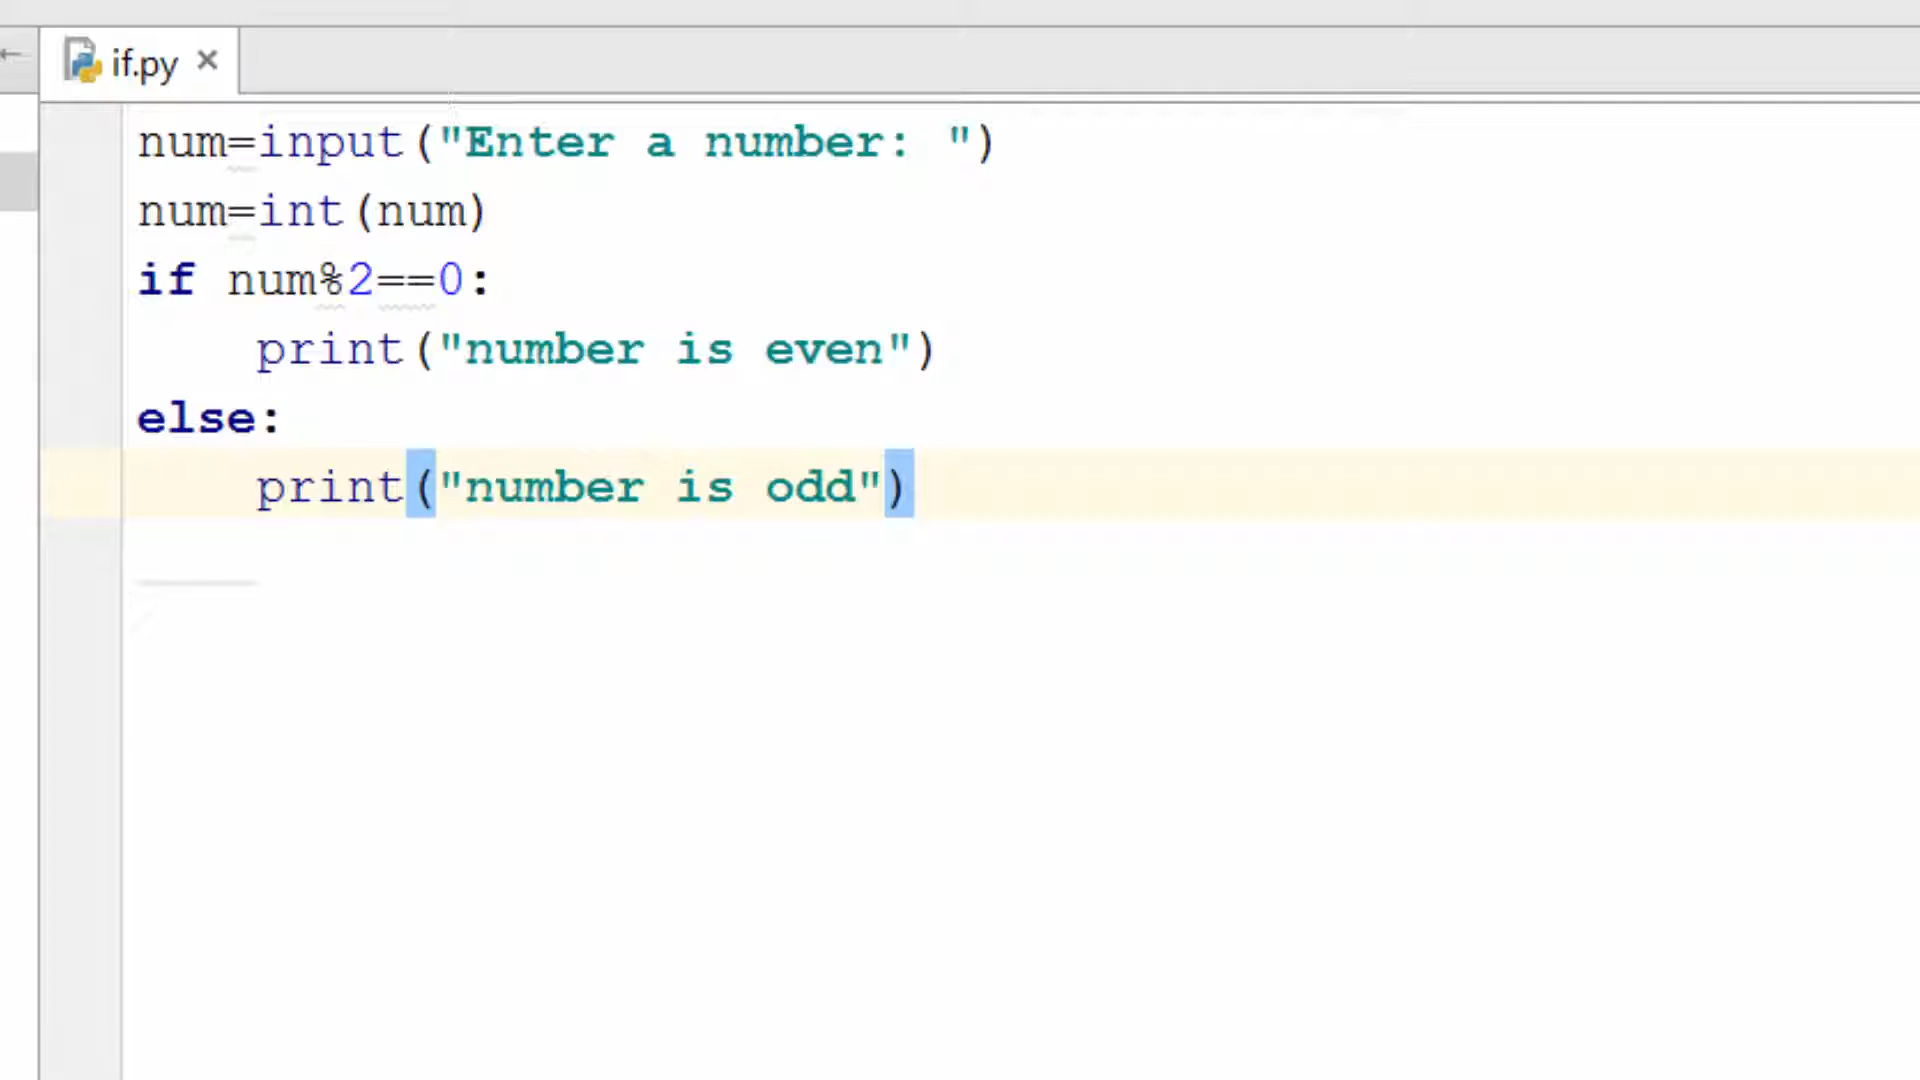 if.py
num=input("Enter a number: ")
num=int(num)
if num%2==0:
    print("number is even")
else:
    print("number is odd")